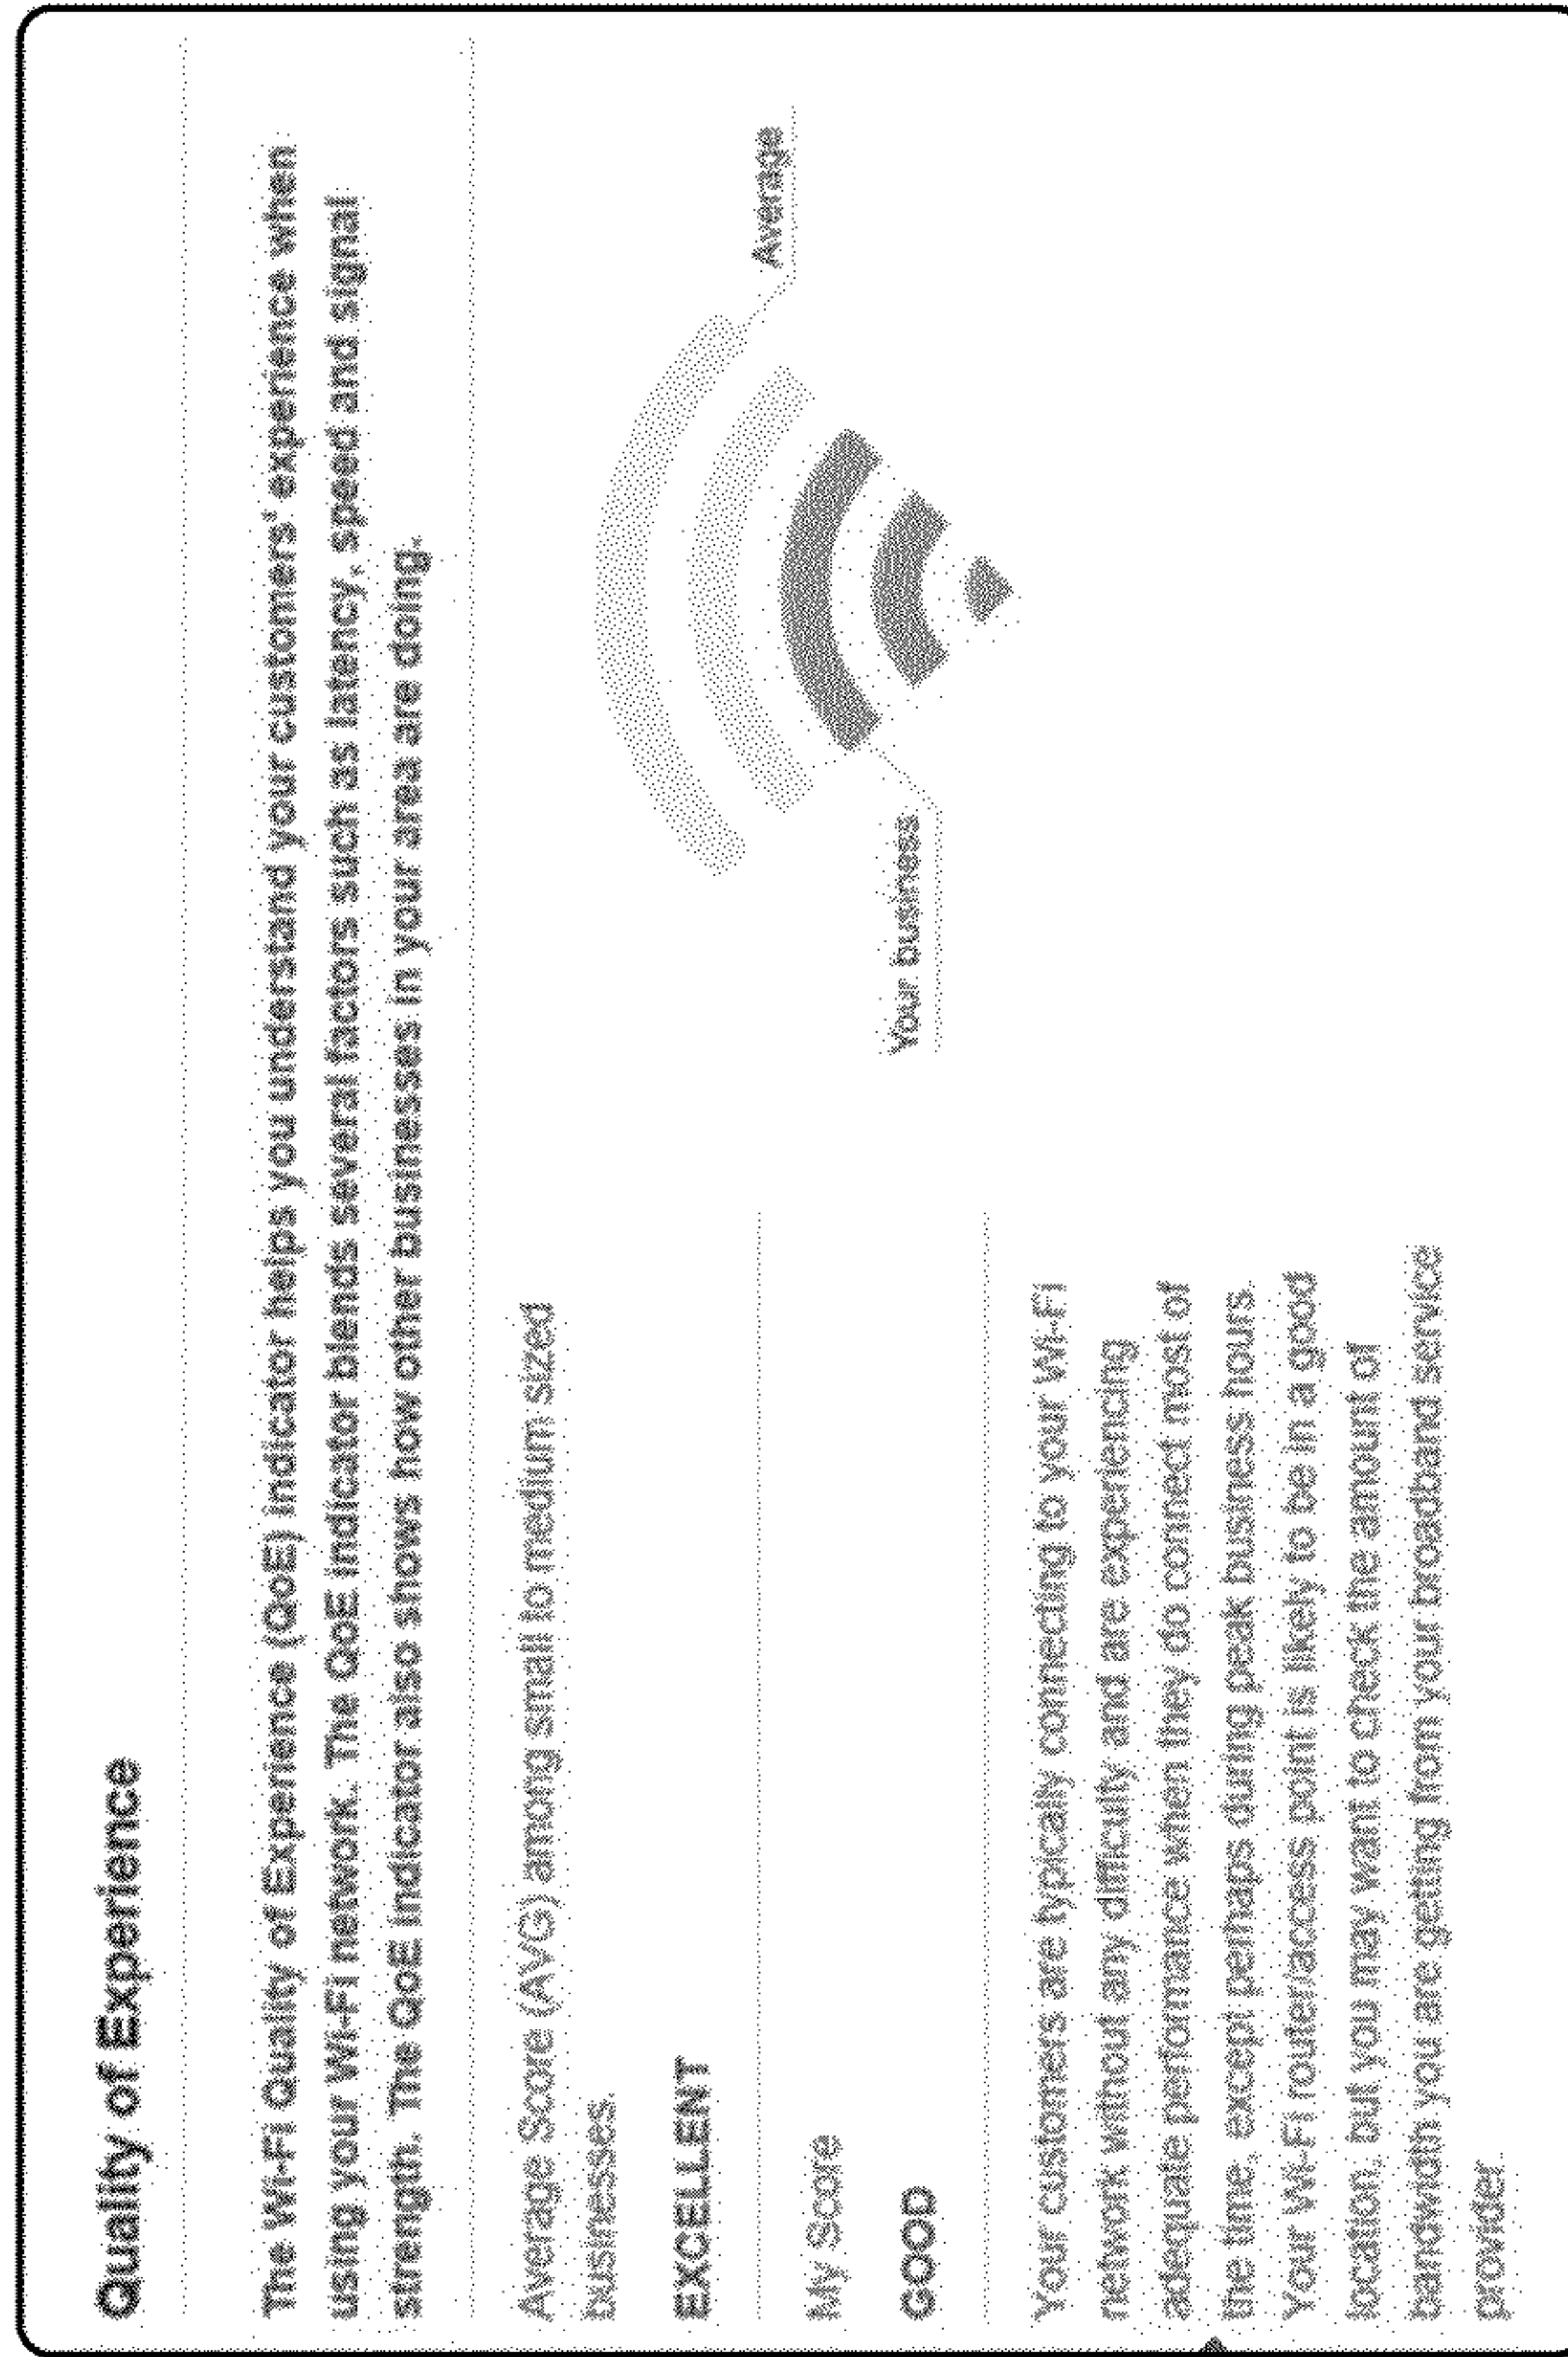 Quality of Experience
The Wi-Fi Quality of Experience (QoE) indicator helps you understand your customers' experience when
using your Wi-Fi network. The QoE indicator blends several factors such as latency, speed and signal
strength. The QoE indicator also shows how other businesses in your area are doing.
Average Score (AVG) among small to medium sized
businesses.
EXCELLENT
My Score
GOOD
Your customers are typically connecting to your Wi-Fi
network without any difficulty and are experiencing
adequate performance when they do connect most of
the time, except perhaps during peak business hours.
Your Wi-Fi router/access point is likely to be in a good
location, but you may want to check the amount of
bandwidth you are getting from your broadband service
provider.
Average
Your business